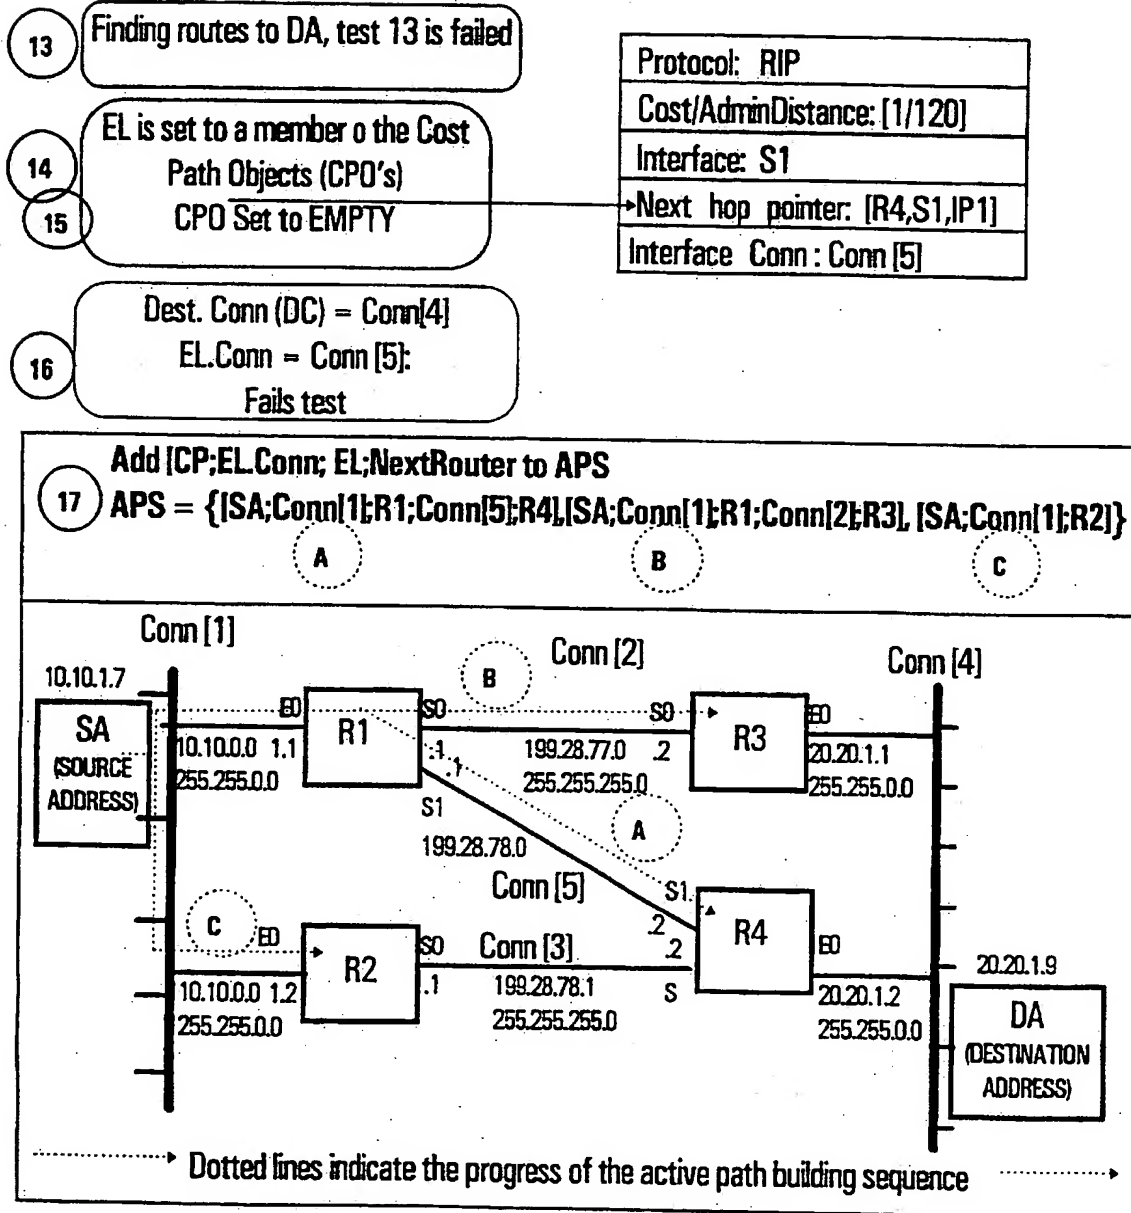 13
Finding routes to DA, test 13 is failed
14
15
EL is set to a member o the Cost
Path Objects (CPO's)
CPO Set to EMPTY
Protocol: RIP
Cost/AdminDistance: [1/120]
Interface: S1
Next hop pointer: [R4,S1,IP1]
Interface Conn : Conn [5]
16
Dest. Conn (DC) = Conn[4]
EL.Conn = Conn [5]:
Fails test
17
Add [CP;EL.Conn; EL;NextRouter to APS
APS = {[SA;Conn[1];R1;Conn[5];R4],[SA;Conn[1];R1;Conn[2];R3], [SA;Conn[1];R2]}
A
B
C
Conn [1]
Conn [2]
Conn [4]
10.10.1.7
SA
(SOURCE
ADDRESS)
E0
10.10.0.0 1.1
255.255.0.0
R1
S0
.1
.1
S1
199.28.78.0
Conn [5]
B
199.28.77.0
255.255.255.0
S0
.2
R3
E0
20.20.1.1
255.255.0.0
A
C
E0
10.10.0.0 1.2
255.255.0.0
R2
S0
.1
Conn [3]
199.28.78.1
255.255.255.0
S1
.2
.2
S
R4
E0
20.20.1.2
255.255.0.0
20.20.1.9
DA
(DESTINATION
ADDRESS)
Dotted lines indicate the progress of the active path building sequence